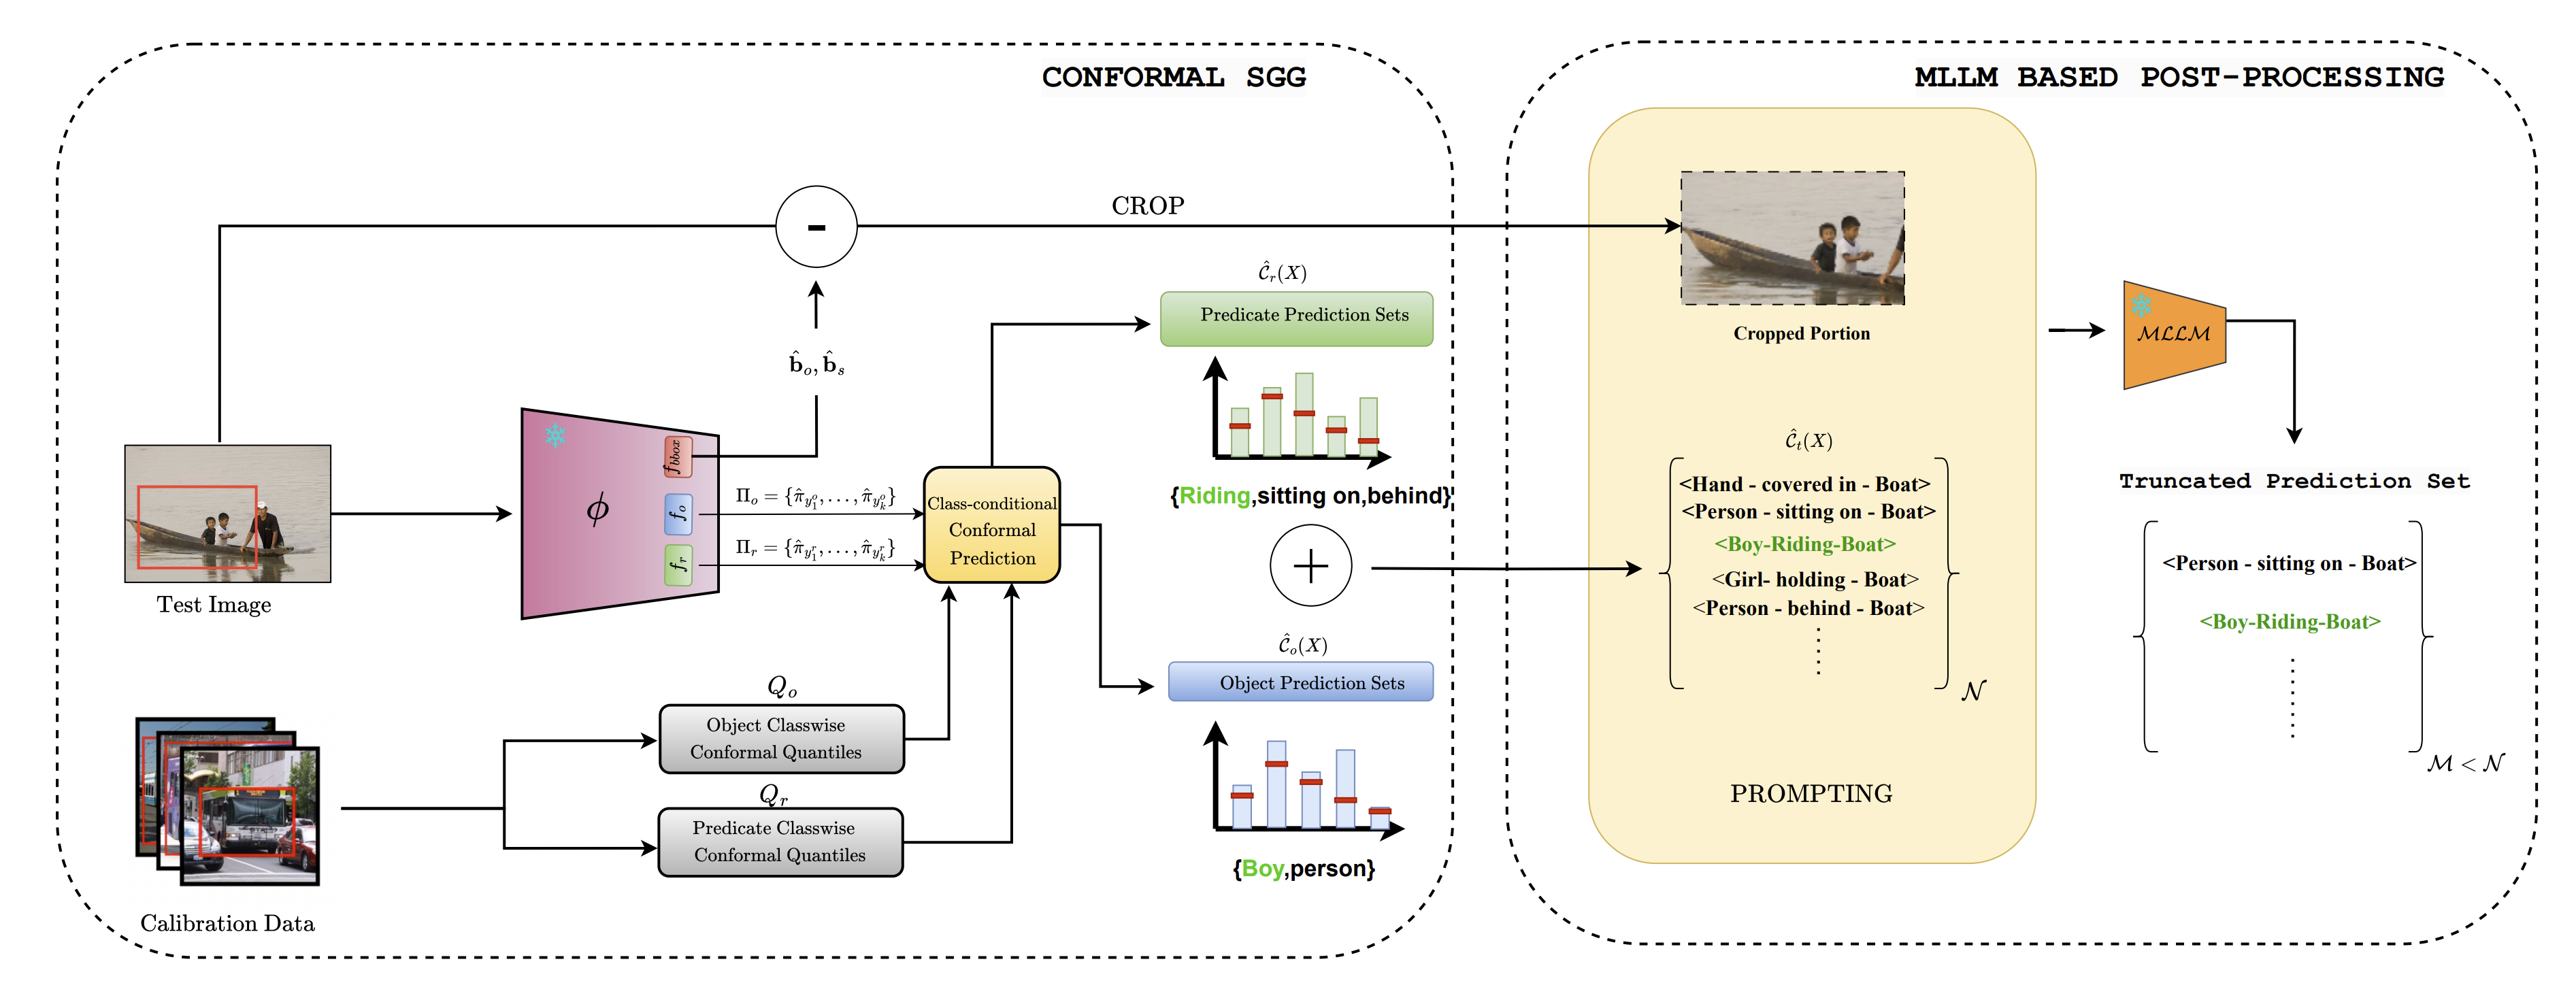 CONFORMAL SGG
MLLM BASED POST-PROCESSING
-
CROP
$\hat{\mathcal{C}}_r(X)$
Predicate Prediction Sets
{Riding,sitting on,behind}
+
$\hat{\mathcal{C}}_o(X)$
Object Prediction Sets
{Boy,person}
$\hat{\mathbf{b}}_o, \hat{\mathbf{b}}_s$
Test Image
$\phi$
$f_{bbox}$
$f_o$
$f_r$
$\Pi_o = \{\hat{\pi}_{y_1^o}, \ldots, \hat{\pi}_{y_k^o}\}$
$\Pi_r = \{\hat{\pi}_{y_1^r}, \ldots, \hat{\pi}_{y_k^r}\}$
Class-conditional
Conformal
Prediction
$Q_o$
Object Classwise
Conformal Quantiles
$Q_r$
Predicate Classwise
Conformal Quantiles
Calibration Data
Cropped Portion
$\hat{\mathcal{C}}_t(X)$
<Hand - covered in - Boat>
<Person - sitting on - Boat>
<Boy-Riding-Boat>
<Girl- holding - Boat>
<Person - behind - Boat>
$\mathcal{N}$
PROMPTING
$\mathcal{MLLM}$
Truncated Prediction Set
<Person - sitting on - Boat>
<Boy-Riding-Boat>
$\mathcal{M} < \mathcal{N}$